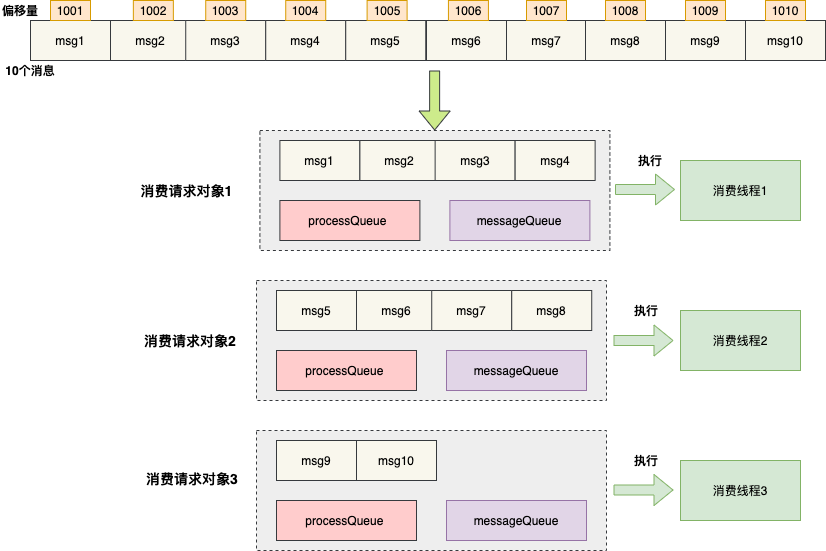 偏移量 1001 1002 1003 1004 1005 1006 1007 1008 1009 1010
msg1 msg2 msg3 msg4 msg5 msg6 msg7 msg8 msg9 msg10
10个消息
消费请求对象1
msg1 msg2 msg3 msg4
processQueue messageQueue
执行
消费线程1
消费请求对象2
msg5 msg6 msg7 msg8
processQueue messageQueue
执行
消费线程2
消费请求对象3
msg9 msg10
processQueue messageQueue
执行
消费线程3